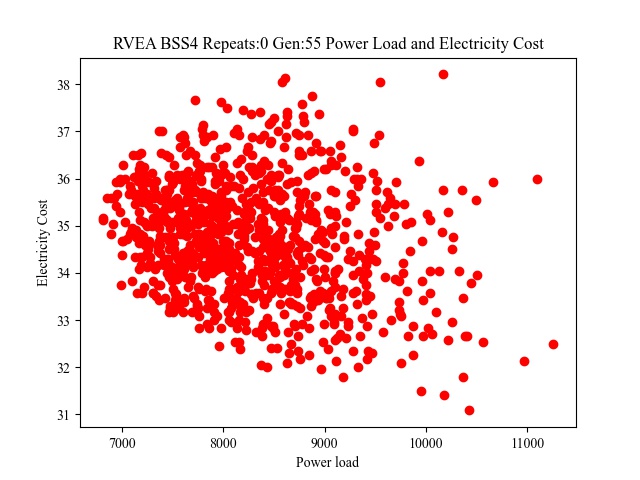 RVEA BSS4 Repeats:0 Gen:55 Power Load and Electricity Cost
38
37
36
35
34
33
32
31
Electricity Cost
7000 8000 9000 10000 11000
Power load